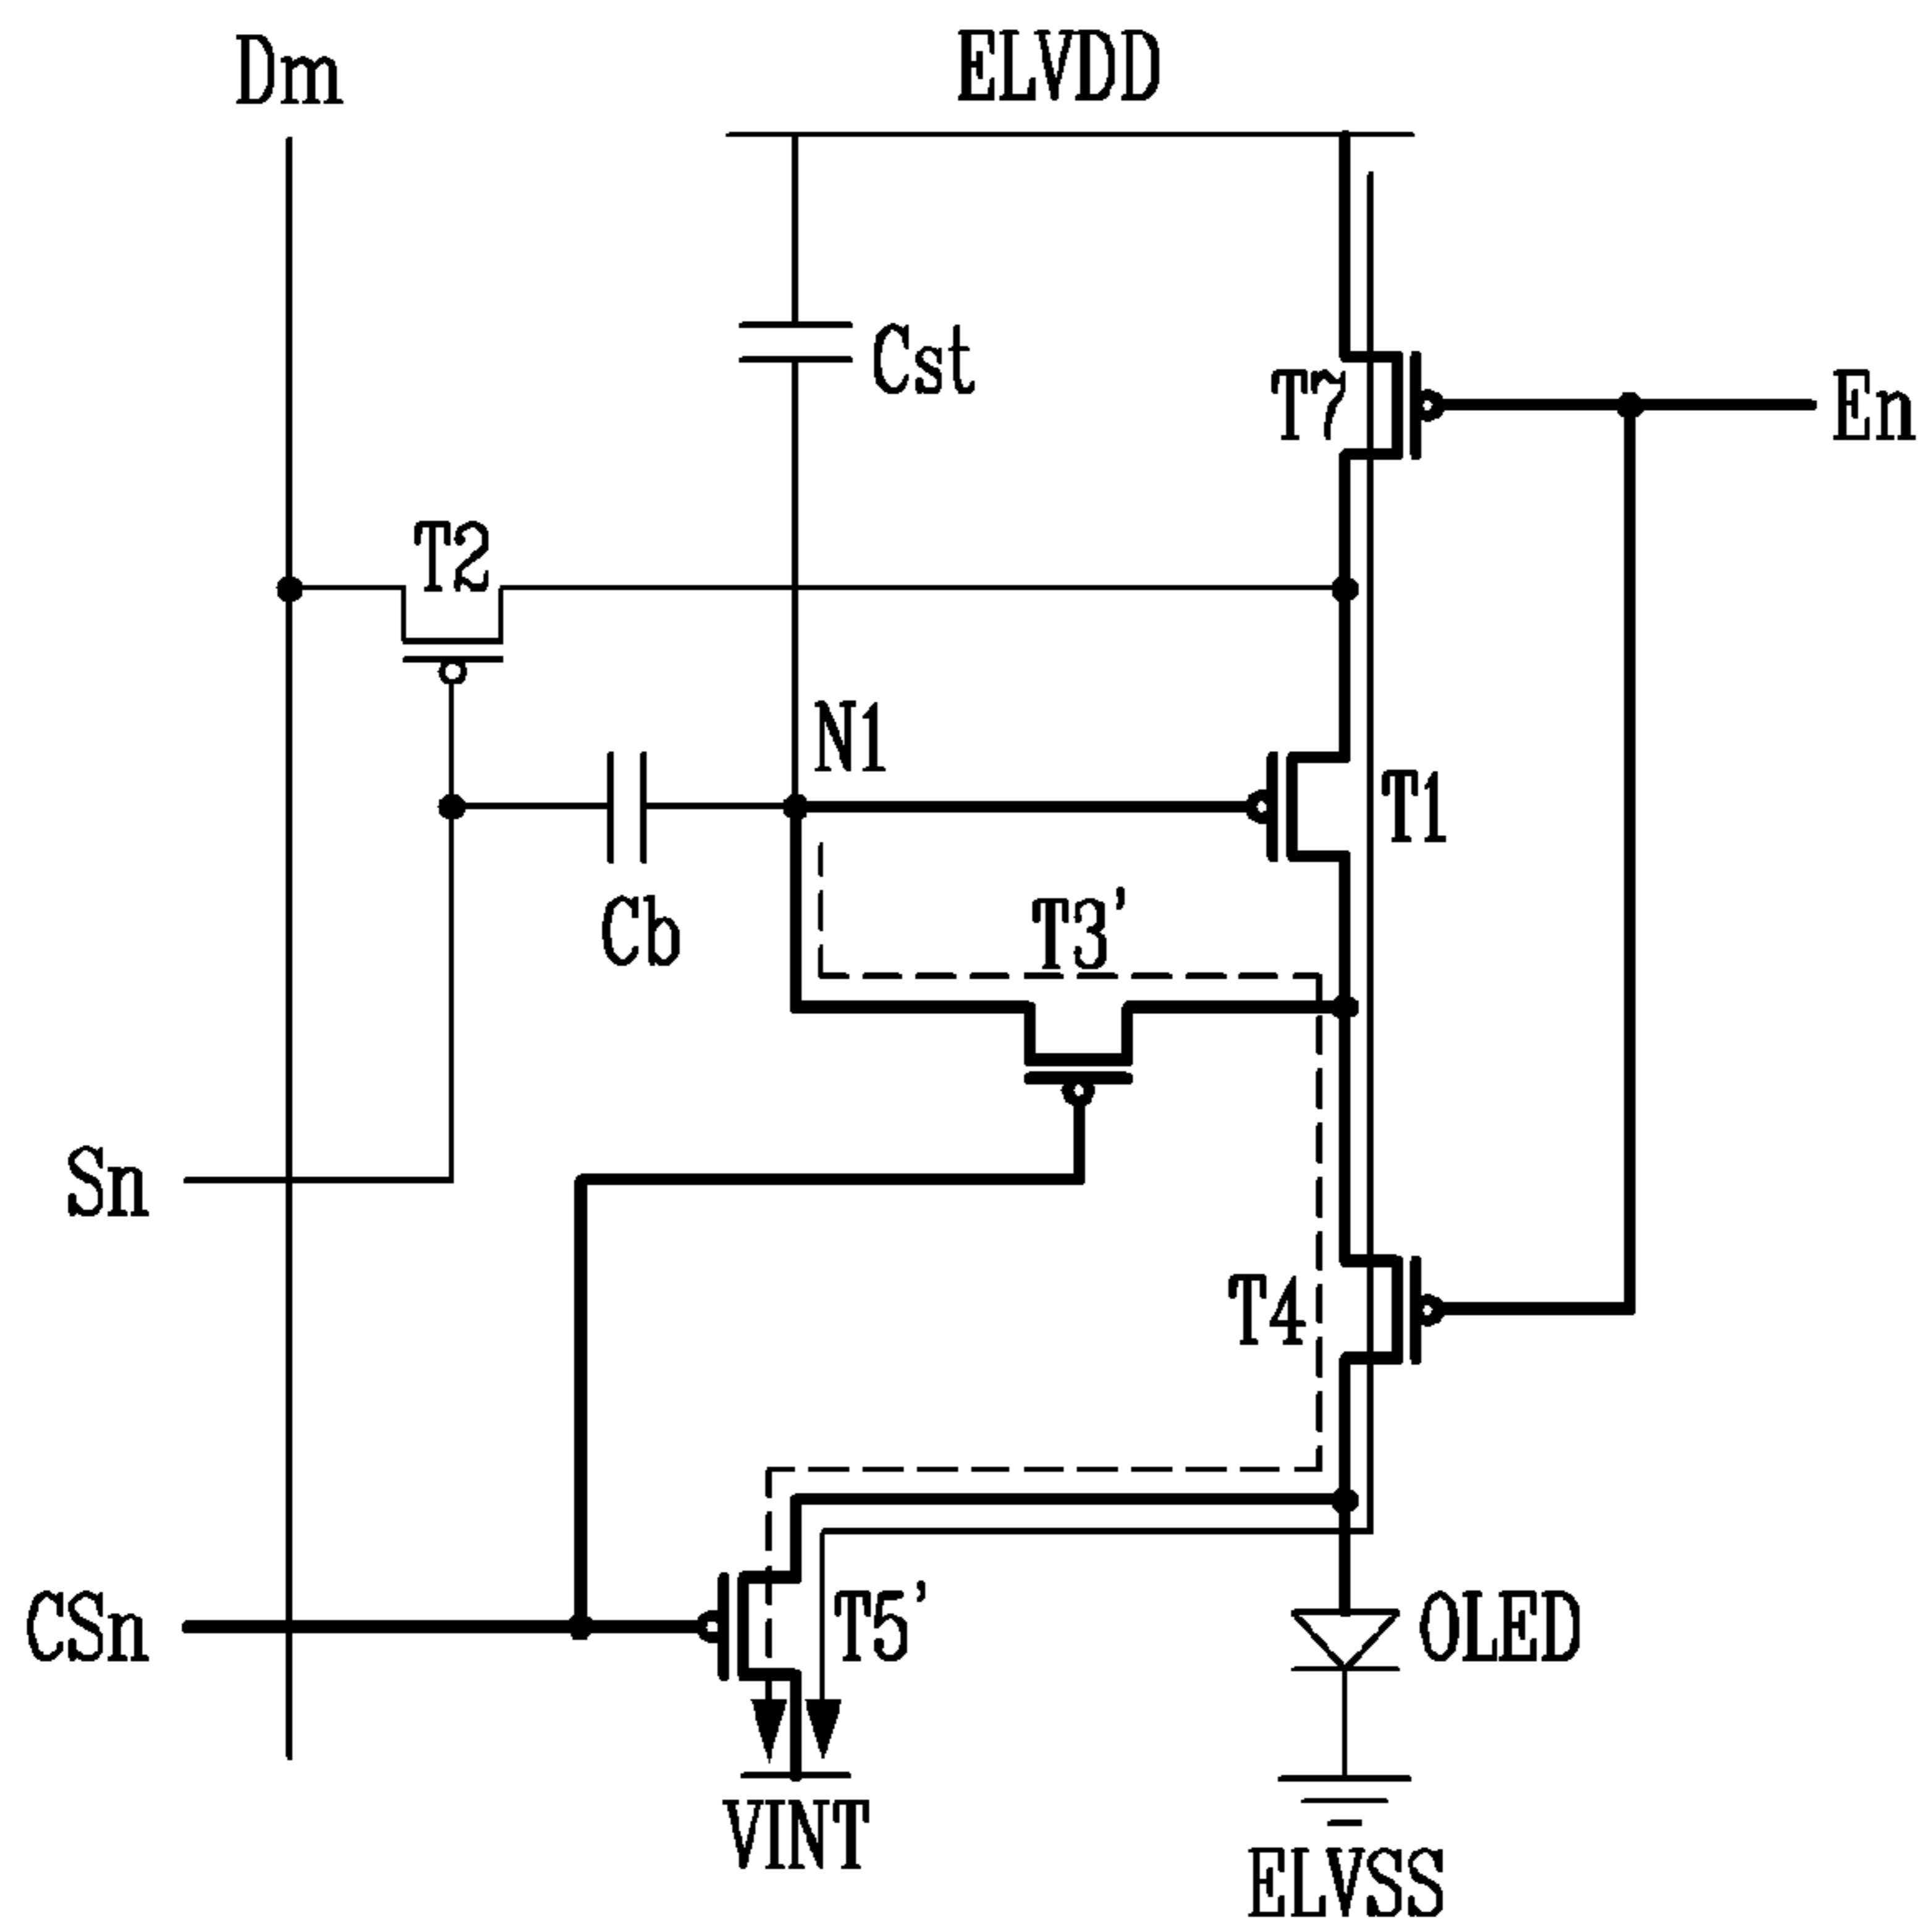 Dm
ELVDD
Cst
T7
En
T2
N1
T1
Cb
T3'
Sn
T4
CSn
T5'
OLED
VINT
ELVSS